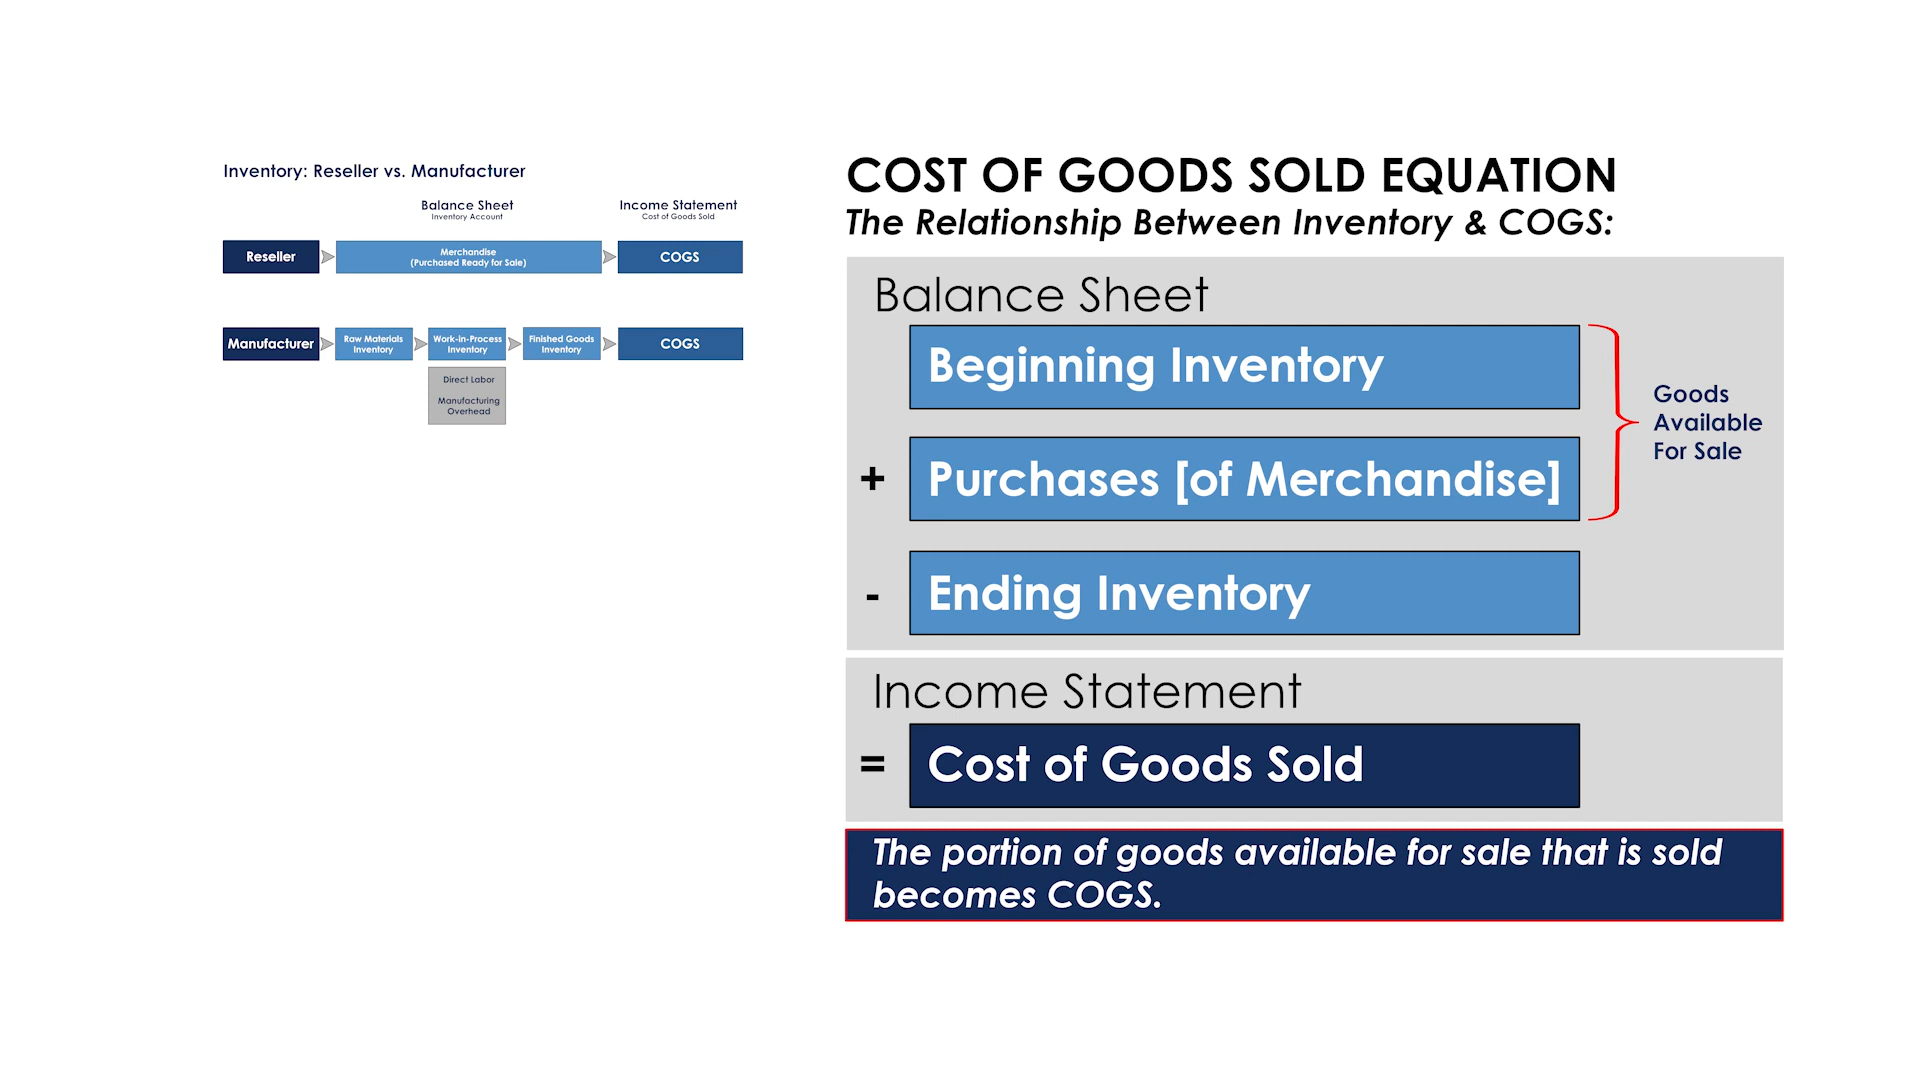 Inventory: Reseller vs. Manufacturer
Balance Sheet
Inventory Account
Income Statement
Cost of Goods Sold
Reseller
Merchandise
(Purchased Ready for Sale)
COGS
Manufacturer
Raw Materials
Inventory
Work-in-Process
Inventory
Finished Goods
Inventory
COGS
Direct Labor
Manufacturing
Overhead
COST OF GOODS SOLD EQUATION
The Relationship Between Inventory & COGS:
Balance Sheet
Beginning Inventory
+ Purchases [of Merchandise]
Goods
Available
For Sale
- Ending Inventory
Income Statement
= Cost of Goods Sold
The portion of goods available for sale that is sold
becomes COGS.